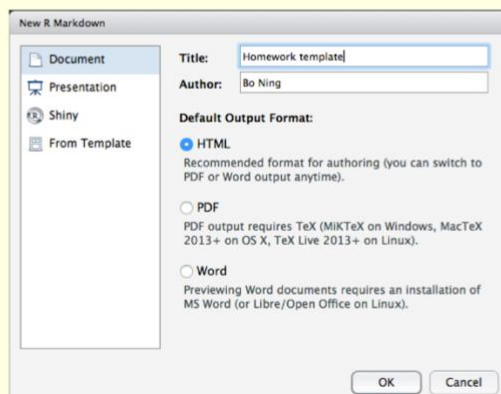 New R Markdown
Document
Presentation
Shiny
From Template
Title: Homework template
Author: Bo Ning
Default Output Format:
HTML
Recommended format for authoring (you can switch to
PDF or Word output anytime).
PDF
PDF output requires TeX (MiKTeX on Windows, MacTeX
2013+ on OS X, TeX Live 2013+ on Linux).
Word
Previewing Word documents requires an installation of
MS Word (or Libre/Open Office on Linux).
OK Cancel